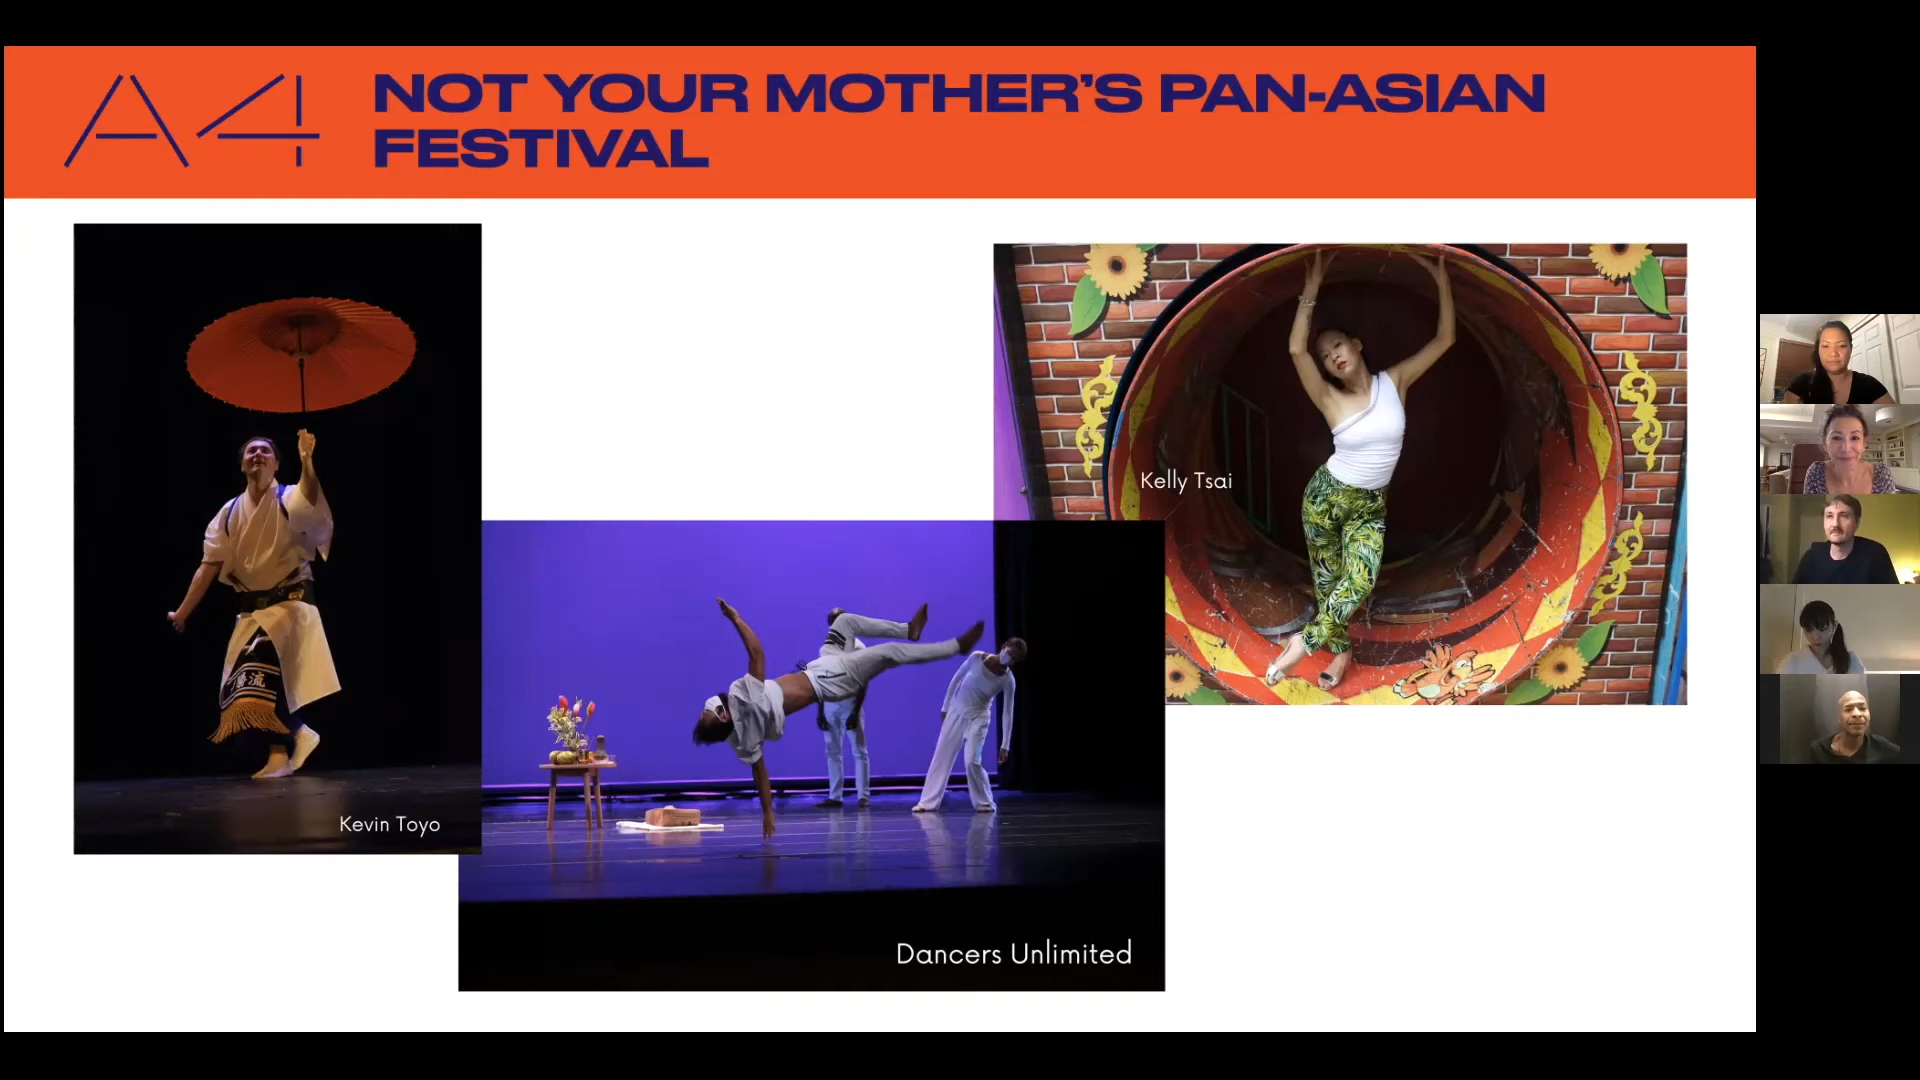 A4
NOT YOUR MOTHER'S PAN-ASIAN
FESTIVAL
Kelly Tsai
Kevin Toyo
Dancers Unlimited